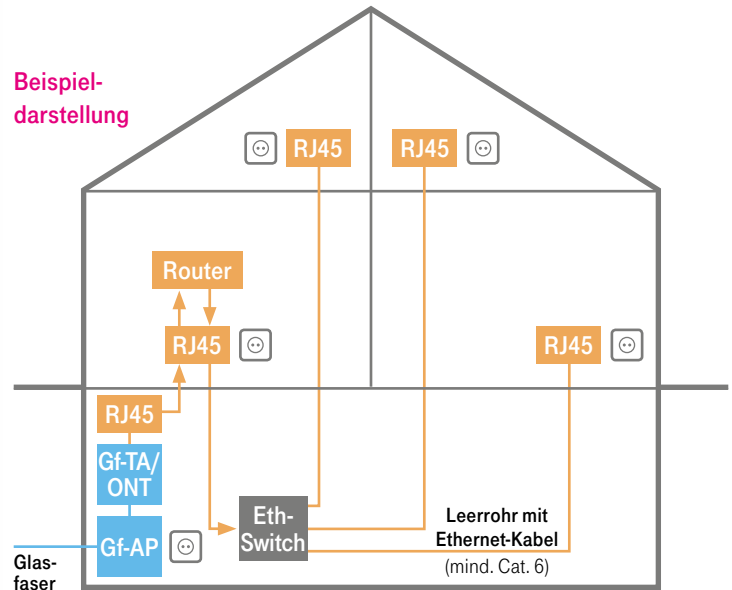 Beispiel-
darstellung
RJ45
RJ45
Router
RJ45
RJ45
RJ45
Gf-TA/
ONT
Gf-AP
Glas-
faser
Eth-
Switch
Leerrohr mit
Ethernet-Kabel
(mind. Cat. 6)